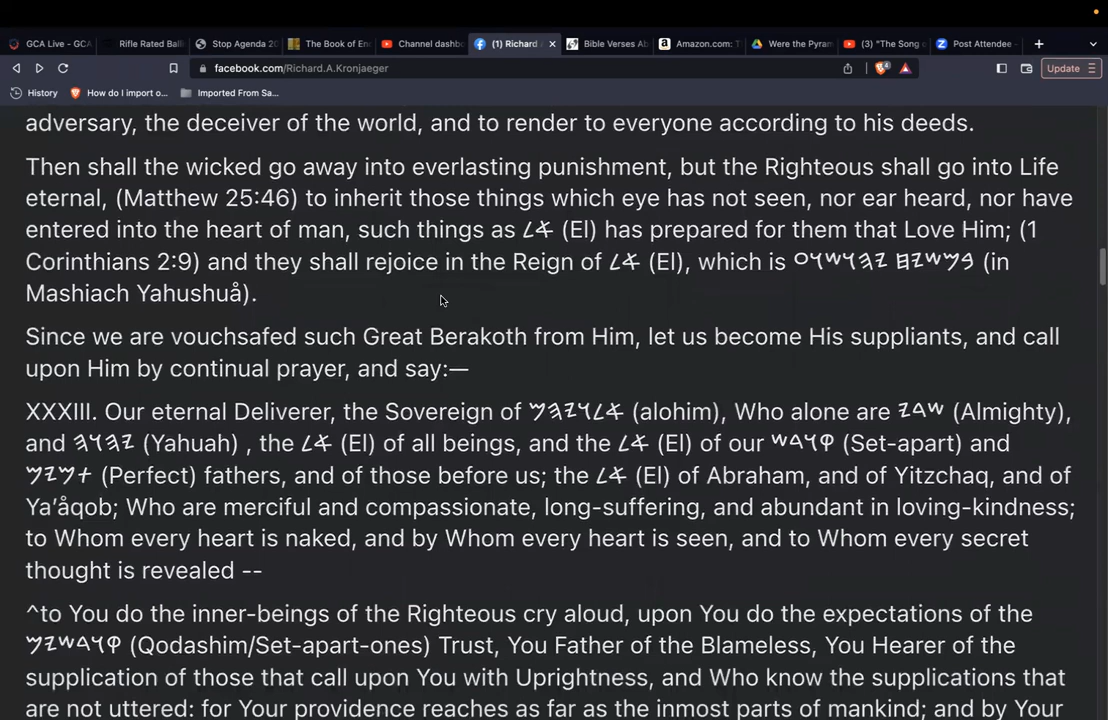 GCA Live - GCA
Rifle Rated Ball
Stop Agenda 20
The Book of En
Channel dashbo
(1) Richard
Bible Verses Ab
Amazon.com: T
Were the Pyram
(3) "The Song o
Post Attendee -
facebook.com/Richard.A.Kronjaeger
4
Update
History
How do I import o...
Imported From Sa...
adversary, the deceiver of the world, and to render to everyone according to his deeds.
Then shall the wicked go away into everlasting punishment, but the Righteous shall go into Life
eternal, (Matthew 25:46) to inherit those things which eye has not seen, nor ear heard, nor have
entered into the heart of man, such things as 𐤀𐤋 (El) has prepared for them that Love Him; (1
Corinthians 2:9) and they shall rejoice in the Reign of 𐤀𐤋 (El), which is 𐤁𐤌𐤔𐤉𐤇 𐤉𐤄𐤅𐤔𐤅𐤏 (in
Mashiach Yahushuå).
Since we are vouchsafed such Great Berakoth from Him, let us become His suppliants, and call
upon Him by continual prayer, and say:—
XXXIII. Our eternal Deliverer, the Sovereign of 𐤀𐤋𐤅𐤉𐤄𐤌 (alohim), Who alone are 𐤔𐤃𐤉 (Almighty),
and 𐤉𐤄𐤅𐤄 (Yahuah) , the 𐤀𐤋 (El) of all beings, and the 𐤀𐤋 (El) of our 𐤒𐤅𐤃𐤔 (Set-apart) and
𐤕𐤌𐤉𐤌 (Perfect) fathers, and of those before us; the 𐤀𐤋 (El) of Abraham, and of Yitzchaq, and of
Ya’åqob; Who are merciful and compassionate, long-suffering, and abundant in loving-kindness;
to Whom every heart is naked, and by Whom every heart is seen, and to Whom every secret
thought is revealed --
^to You do the inner-beings of the Righteous cry aloud, upon You do the expectations of the
𐤒𐤅𐤃𐤔𐤉𐤌 (Qodashim/Set-apart-ones) Trust, You Father of the Blameless, You Hearer of the
supplication of those that call upon You with Uprightness, and Who know the supplications that
are not uttered: for Your providence reaches as far as the inmost parts of mankind; and by Your